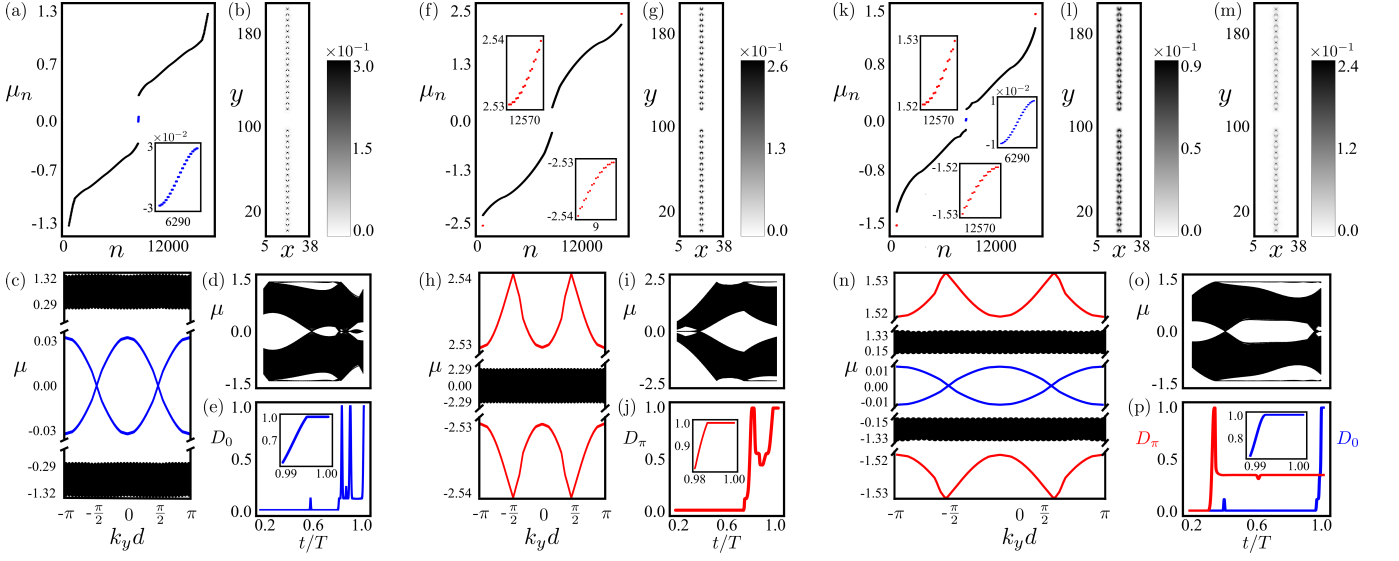 (a)
1.3
0.7
μn
0.0
-0.7
-1.3
×10−2
3
-3
6290
0
n
12000
(b)
180
y
100
20
5
x
38
×10−1
3.0
1.5
0.0
(c)
1.32
0.29
0.03
μ
0.00
-0.03
-0.29
-1.32
-π
-π/2
0
π/2
π
kyd
(d)
1.5
μ
0.0
-1.5
(e)
1.0
D0
0.5
0.0
1.0
0.7
0.99
1.00
0.2
0.6
1.0
t/T
(f)
2.5
1.3
μn
0.0
-1.3
-2.5
2.54
2.53
12570
-2.53
-2.54
9
0
n
12000
(g)
180
y
100
20
5
x
38
×10−1
2.6
1.3
0.0
(h)
2.54
2.53
2.29
μ
0.00
-2.29
-2.53
-2.54
-π
-π/2
0
π/2
π
kyd
(i)
2.5
μ
0.0
-2.5
(j)
1.0
Dπ
0.5
0.0
1.0
0.9
0.98
1.00
0.2
0.6
1.0
t/T
(k)
1.5
0.7
μn
0.0
-0.7
-1.5
1.53
1.52
12570
×10−2
1
-1
6290
-1.52
-1.53
12570
0
n
12000
(l)
180
y
100
20
5
x
38
×10−1
0.9
0.5
0.0
(m)
180
y
100
20
5
x
38
×10−1
2.4
1.2
0.0
(n)
1.53
1.52
1.33
0.15
0.01
μ
0.00
-0.01
-0.15
-1.33
-1.52
-1.53
-π
-π/2
0
π/2
π
kyd
(o)
1.5
μ
0.0
-1.5
(p)
1.0
Dπ
0.5
0.0
D0
1.0
0.8
0.99
1.00
0.2
0.6
1.0
t/T